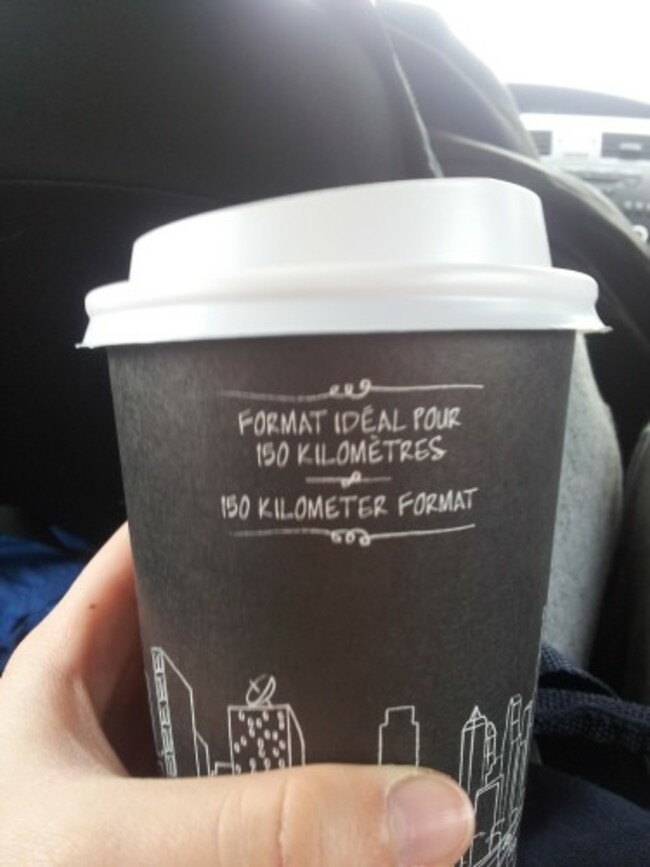 FORMAT IDÉAL POUR
150 KILOMÈTRES
150 KILOMETER FORMAT